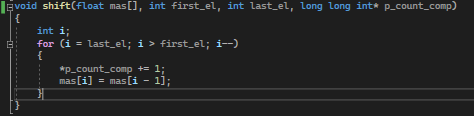 void shift(float mas[], int first_el, int last_el, long long int* p_count_comp)
{
int i;
for (i = last_el; i > first_el; i--)
{
*p_count_comp += 1;
mas[i] = mas[i - 1];
}
}